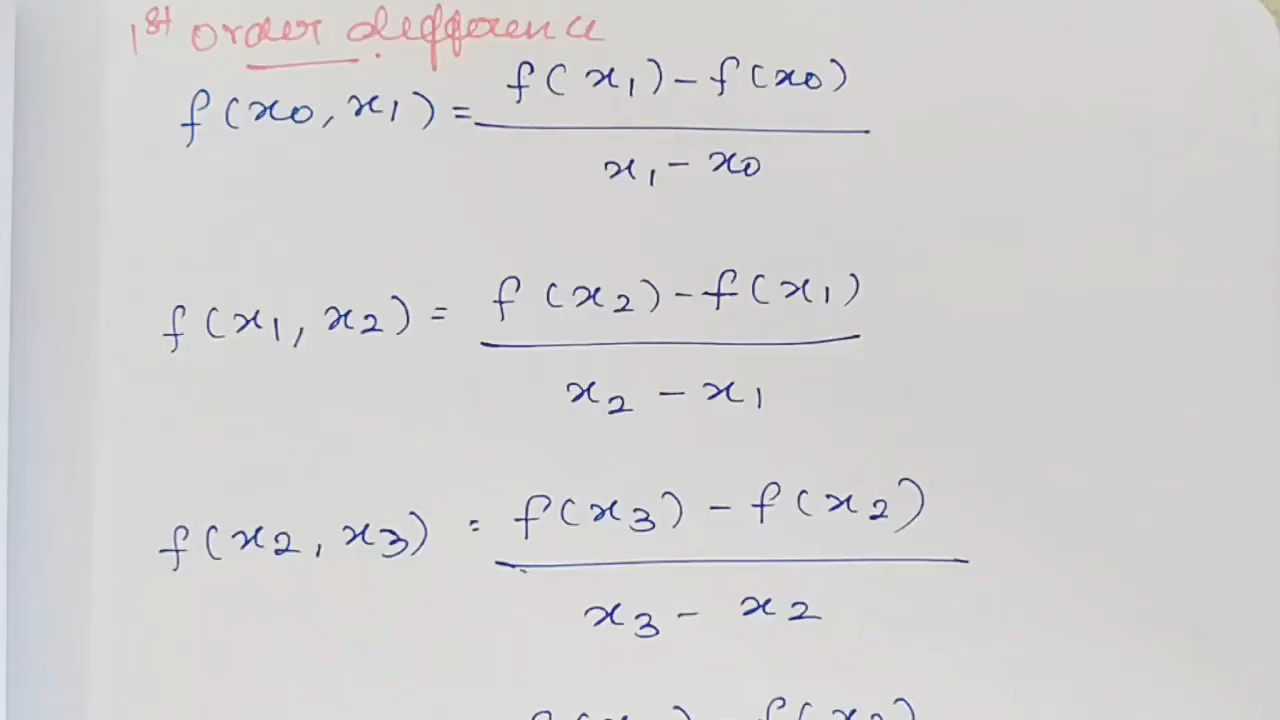 1st order difference
f(x0, x1) = f(x1) - f(x0)
x1 - x0
f(x1, x2) = f(x2) - f(x1)
x2 - x1
f(x2, x3) = f(x3) - f(x2)
x3 - x2